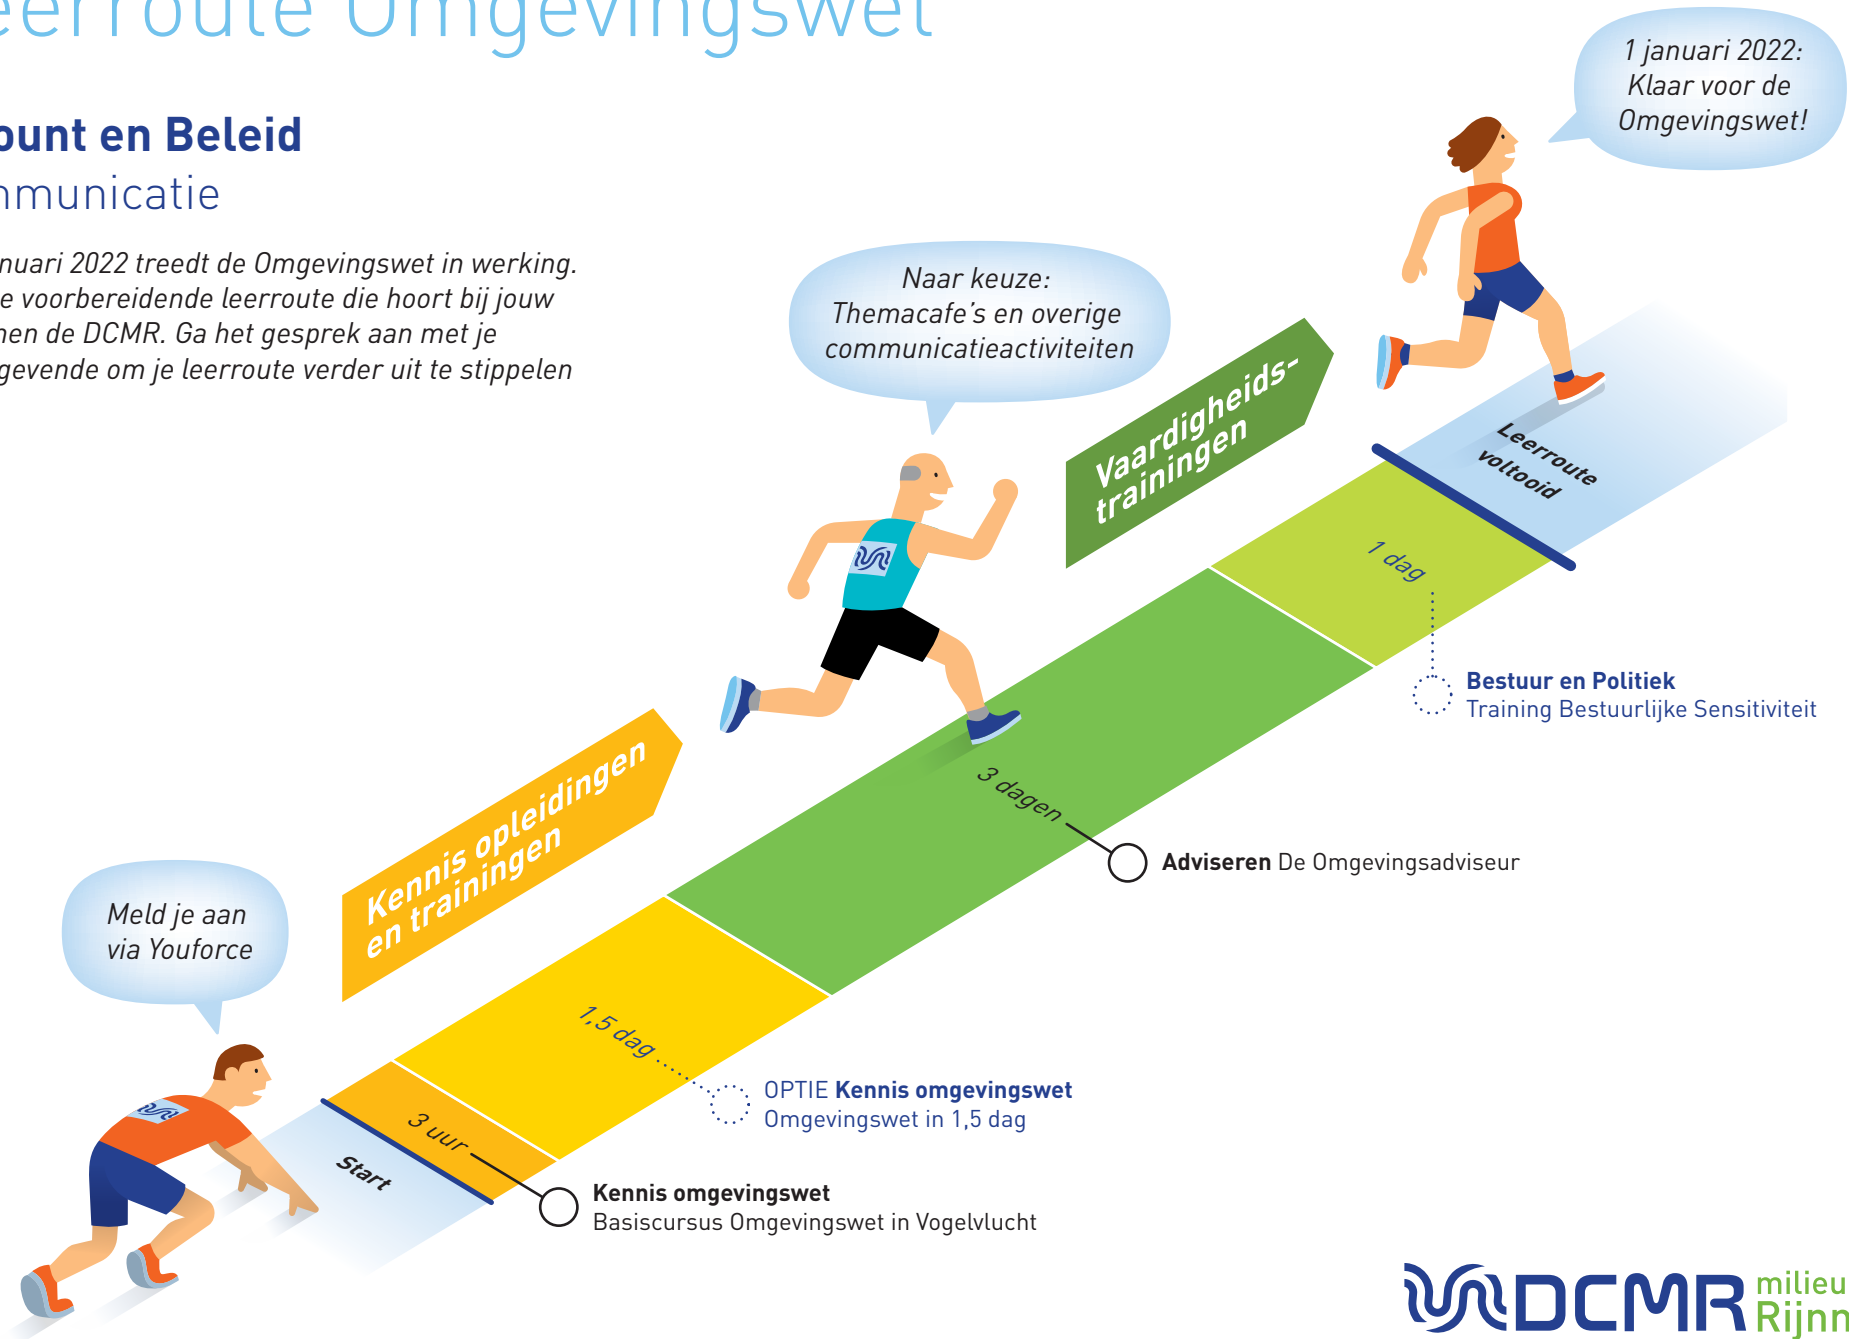 eerroute Omgevingswet
ount en Beleid
mmunicatie
nuari 2022 treedt de Omgevingswet in werking.
e voorbereidende leerroute die hoort bij jouw
nen de DCMR. Ga het gesprek aan met je
gevende om je leerroute verder uit te stippelen
1 januari 2022:
Klaar voor de
Omgevingswet!
Naar keuze:
Themacafe's en overige
communicatieactiviteiten
Vaardigheids-
trainingen
Leerroute
voltooid
1 dag
Bestuur en Politiek
Training Bestuurlijke Sensitiviteit
3 dagen
Adviseren De Omgevingsadviseur
Kennis opleidingen
en trainingen
Meld je aan
via Youforce
1,5 dag
OPTIE Kennis omgevingswet
Omgevingswet in 1,5 dag
3 uur
Start
Kennis omgevingswet
Basiscursus Omgevingswet in Vogelvlucht
DCMR milieu
Rijnm